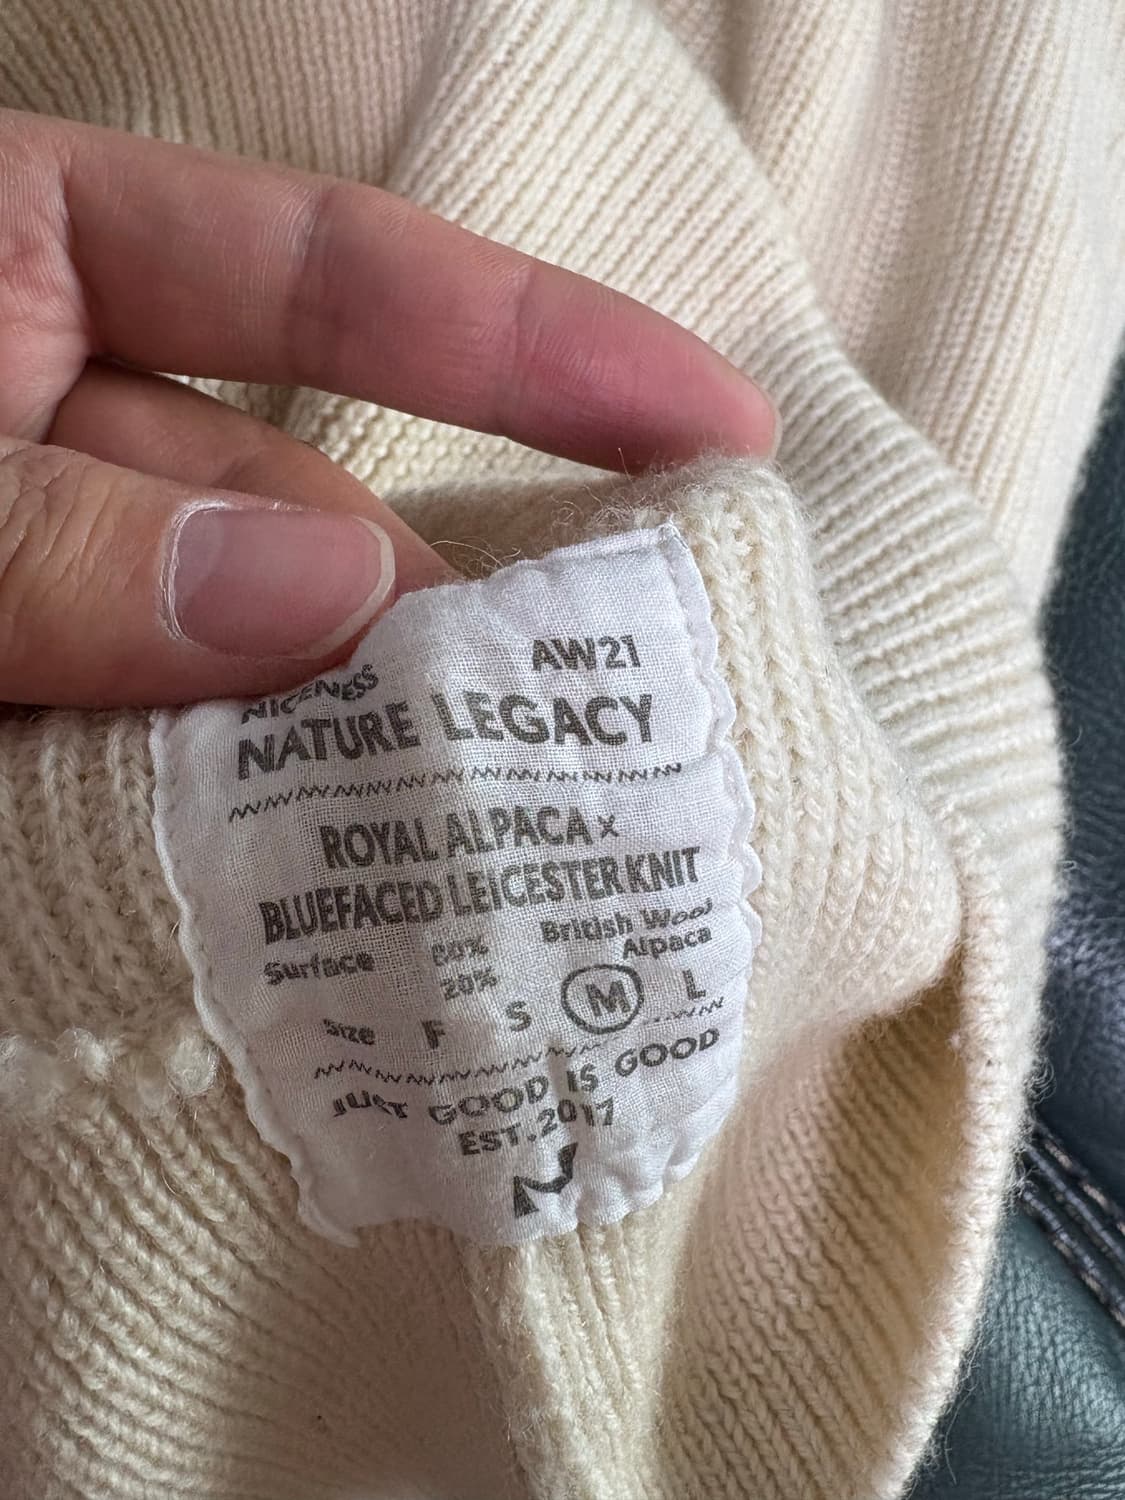 NICENESS AW21
NATURE LEGACY
ROYAL ALPACA x
BLUEFACED LEICESTER KNIT
Surface 80% British Wool
20% Alpaca
Size F S M L
JUST GOOD IS GOOD
EST.2017
N